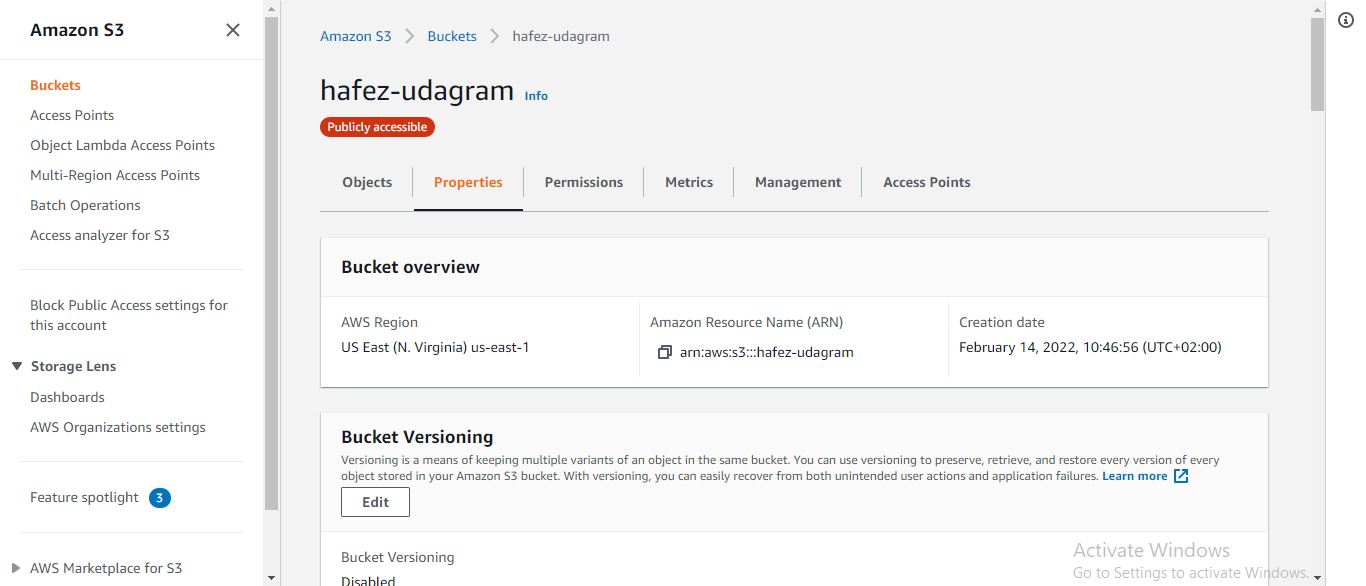 Amazon S3
Buckets
Access Points
Object Lambda Access Points
Multi-Region Access Points
Batch Operations
Access analyzer for S3
Block Public Access settings for
this account
Storage Lens
Dashboards
AWS Organizations settings
Feature spotlight 3
AWS Marketplace for S3
Amazon S3 Buckets hafez-udagram
hafez-udagram Info
Publicly accessible
Objects Properties Permissions Metrics Management Access Points
Bucket overview
AWS Region
US East (N. Virginia) us-east-1
Amazon Resource Name (ARN)
arn:aws:s3:::hafez-udagram
Creation date
February 14, 2022, 10:46:56 (UTC+02:00)
Bucket Versioning
Versioning is a means of keeping multiple variants of an object in the same bucket. You can use versioning to preserve, retrieve, and restore every version of every
object stored in your Amazon S3 bucket. With versioning, you can easily recover from both unintended user actions and application failures. Learn more
Edit
Bucket Versioning
Disabled
Activate Windows
Go to Settings to activate Windows.